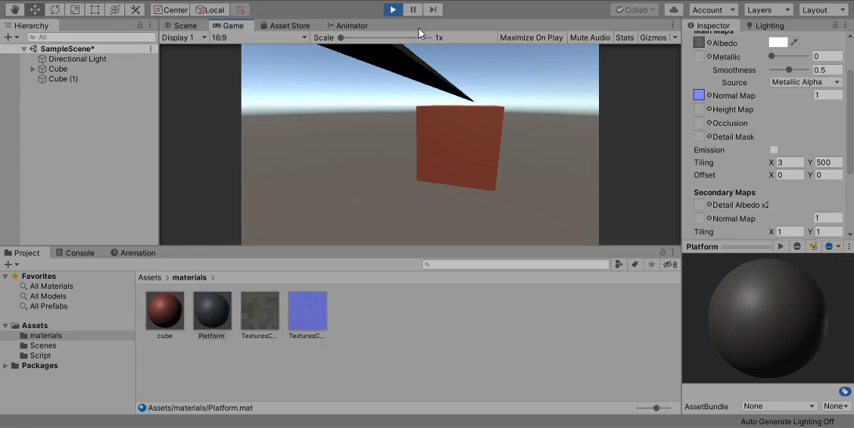 Center
Local
Collab
Account
Layers
Layout
Hierarchy
Scene
Game
Asset Store
Animator
Inspector
Lighting
All
Display 1
16:9
Scale
1x
Maximize On Play
Mute Audio
Stats
Gizmos
SampleScene*
Directional Light
Cube
Cube (1)
Main Maps
Albedo
Metallic
0
Smoothness
0.5
Source
Metallic Alpha
Normal Map
1
Height Map
Occlusion
Detail Mask
Emission
Tiling
X 3
Y 500
Offset
X 0
Y 0
Secondary Maps
Detail Albedo x2
Normal Map
1
Tiling
X 1
Y 1
Project
Console
Animation
8
Platform
Favorites
All Materials
All Models
All Prefabs
Assets
materials
Scenes
Script
Packages
Assets > materials
cube
Platform
TexturesC...
TexturesC...
Assets/materials/Platform.mat
AssetBundle
None
None
Auto Generate Lighting Off